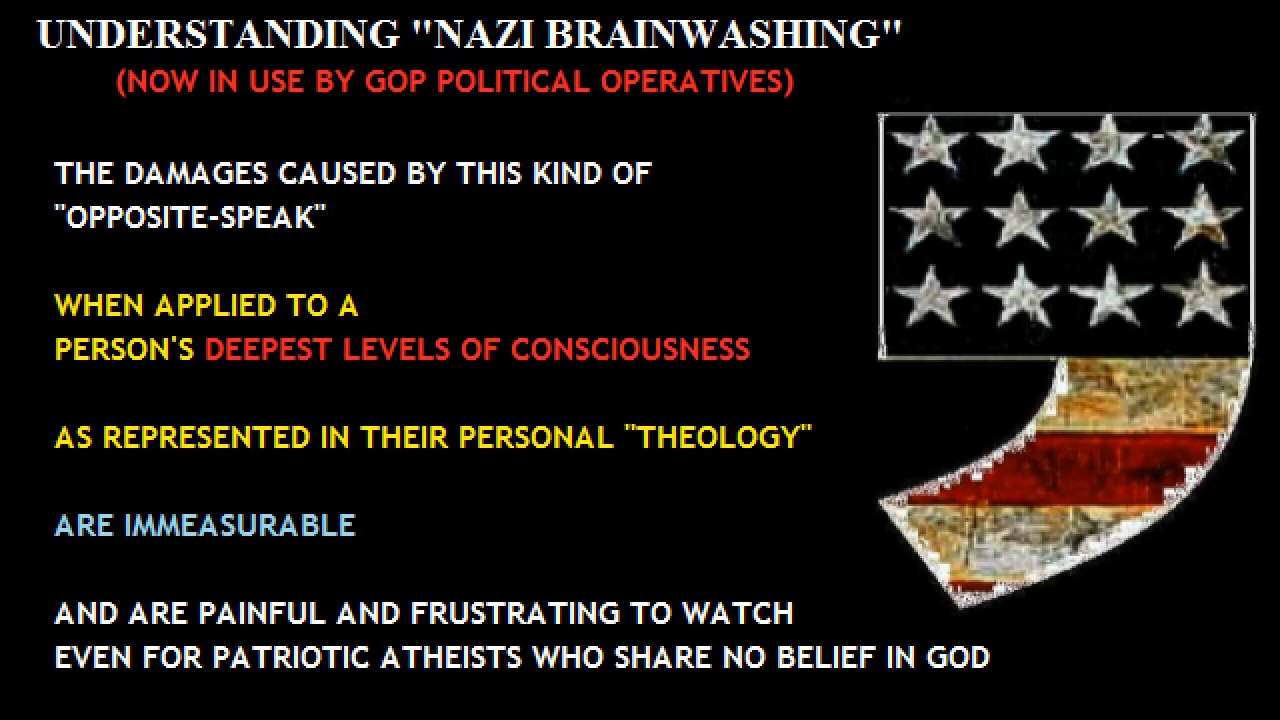 UNDERSTANDING "NAZI BRAINWASHING"
(NOW IN USE BY GOP POLITICAL OPERATIVES)
THE DAMAGES CAUSED BY THIS KIND OF
"OPPOSITE-SPEAK"
WHEN APPLIED TO A
PERSON'S DEEPEST LEVELS OF CONSCIOUSNESS
AS REPRESENTED IN THEIR PERSONAL "THEOLOGY"
ARE IMMEASURABLE
AND ARE PAINFUL AND FRUSTRATING TO WATCH
EVEN FOR PATRIOTIC ATHEISTS WHO SHARE NO BELIEF IN GOD